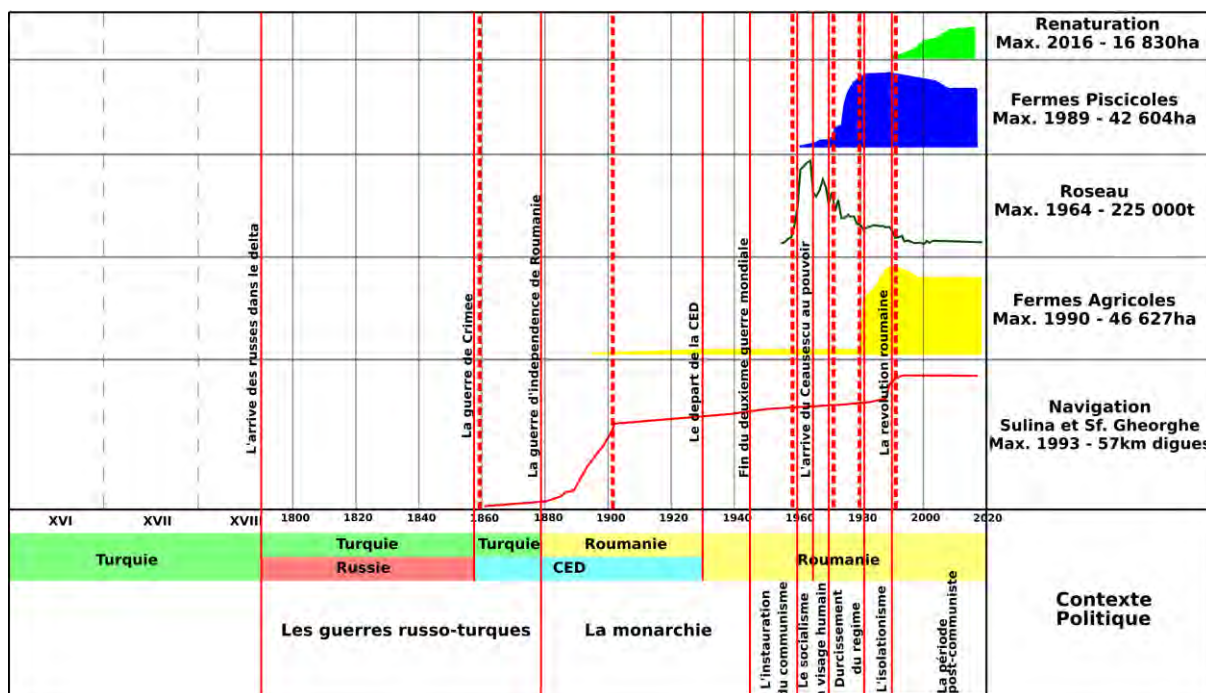 Renaturation
Max. 2016 - 16 830ha
Fermes Piscicoles
Max. 1989 - 42 604ha
Roseau
Max. 1964 - 225 000t
Fermes Agricoles
Max. 1990 - 46 627ha
Navigation
Sulina et Sf. Gheorghe
Max. 1993 - 57km digues
L'arrive des russes dans le delta
La guerre de Crimee
La guerre d'independence de Roumanie
Le depart de la CED
Fin du deuxieme guerre mondiale
L'arrive du Ceausescu au pouvoir
La revolution roumaine
XVI XVII XVIII 1800 1820 1840 1860 1880 1900 1920 1940 1960 1980 2000 2020
Turquie Turquie Turquie Roumanie Roumanie
Russie CED
Les guerres russo-turques
La monarchie
L'instauration
du communisme
Le socialisme
visage humain
Durcissement
du regime
L'isolationisme
La période
post-communiste
Contexte
Politique